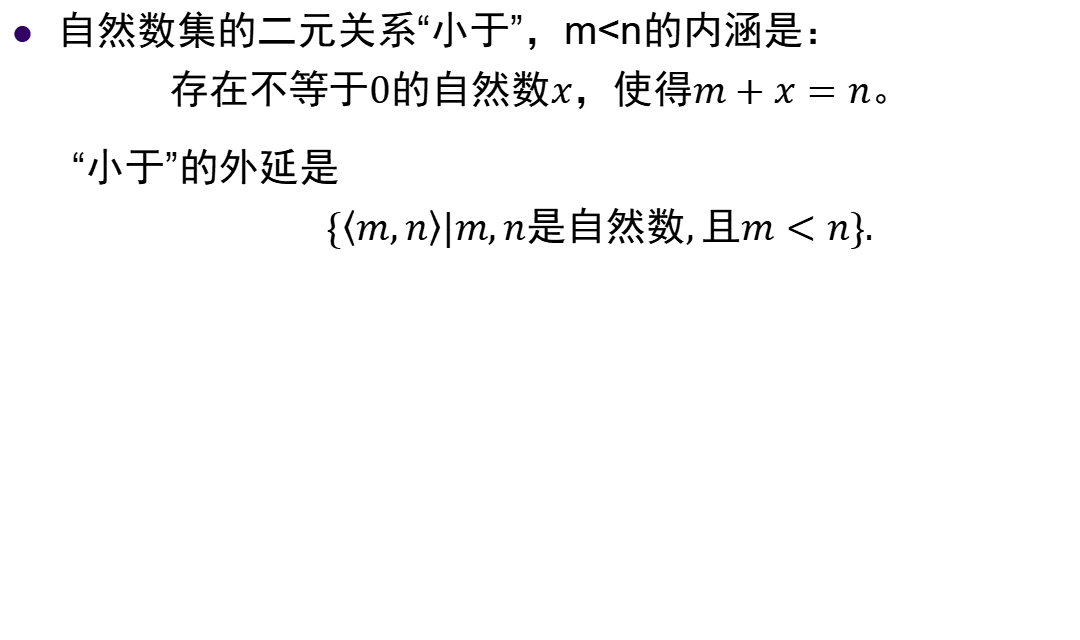 • 自然数集的二元关系“小于”，m<n的内涵是：
存在不等于0的自然数x，使得m + x = n。
“小于”的外延是
{⟨m, n⟩|m, n是自然数, 且m < n}.